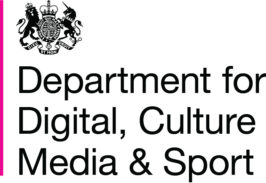 Department for
Digital, Culture
Media & Sport